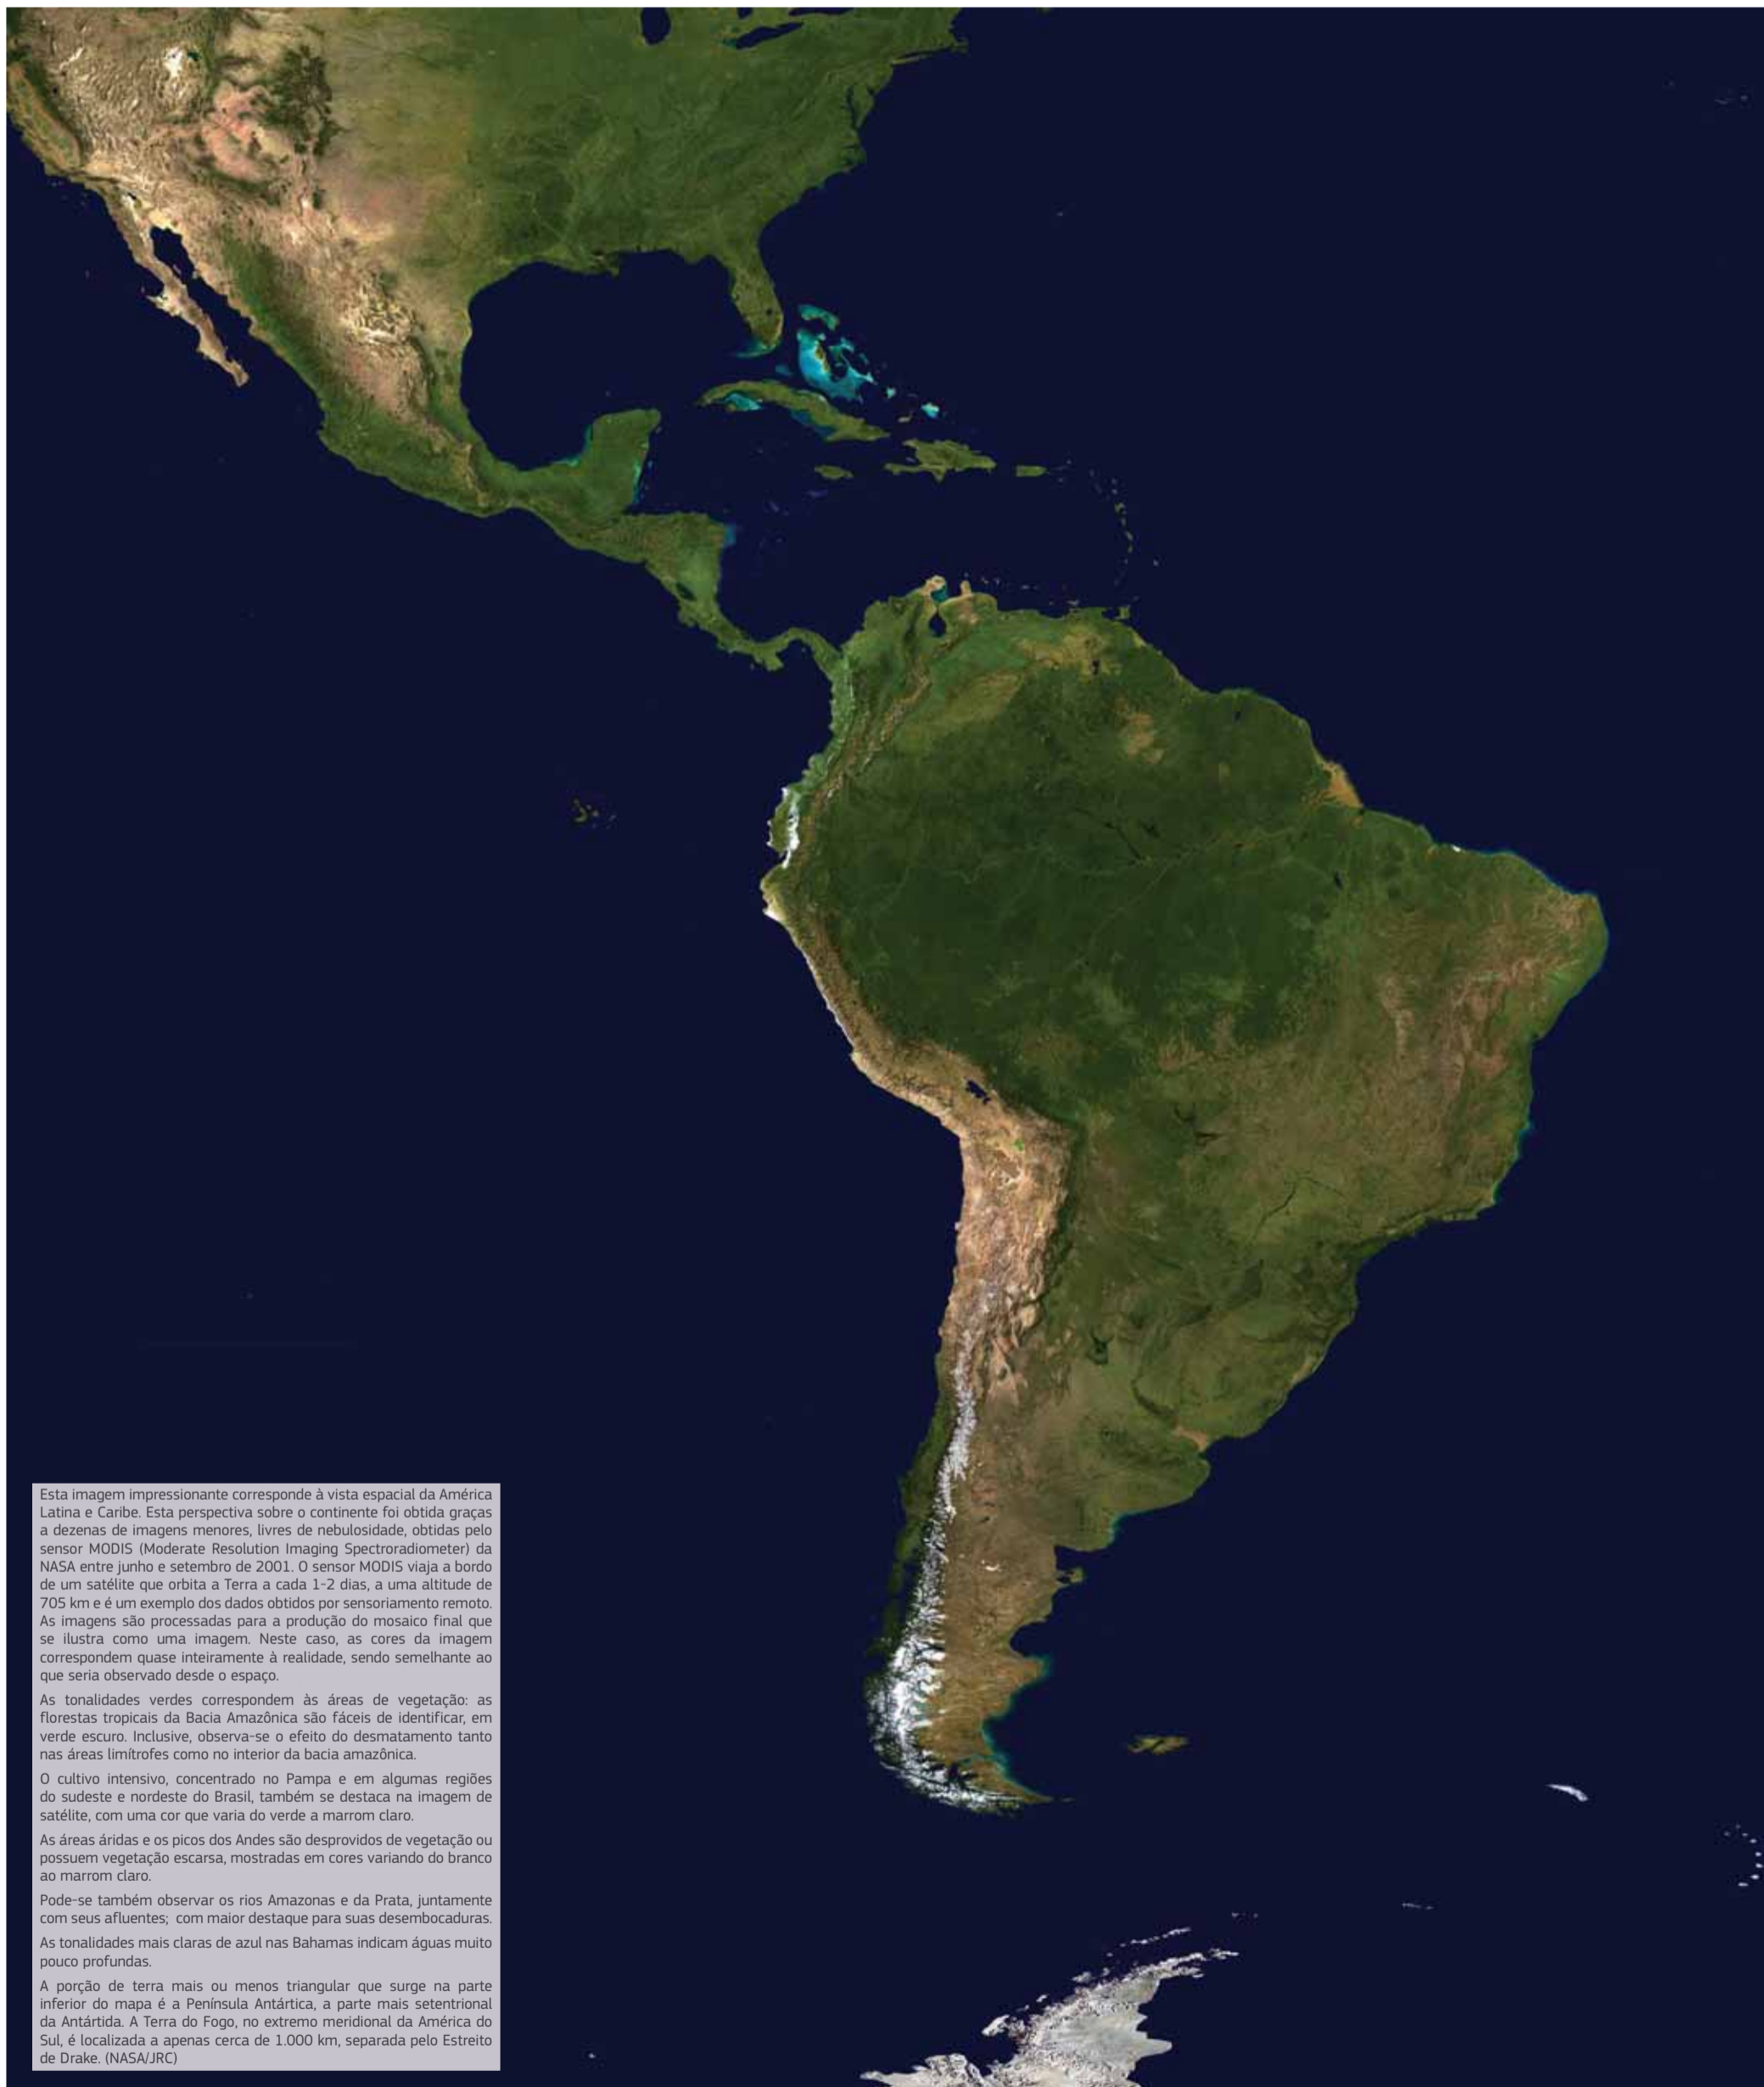 Esta imagem impressionante corresponde à vista espacial da América
Latina e Caribe. Esta perspectiva sobre o continente foi obtida graças
a dezenas de imagens menores, livres de nebulosidade, obtidas pelo
sensor MODIS (Moderate Resolution Imaging Spectroradiometer) da
NASA entre junho e setembro de 2001. O sensor MODIS viaja a bordo
de um satélite que orbita a Terra a cada 1-2 dias, a uma altitude de
705 km e é um exemplo dos dados obtidos por sensoriamento remoto.
As imagens são processadas para a produção do mosaico final que
se ilustra como uma imagem. Neste caso, as cores da imagem
correspondem quase inteiramente à realidade, sendo semelhante ao
que seria observado desde o espaço.
As tonalidades verdes correspondem às áreas de vegetação: as
florestas tropicais da Bacia Amazônica são fáceis de identificar, em
verde escuro. Inclusive, observa-se o efeito do desmatamento tanto
nas áreas limítrofes como no interior da bacia amazônica.
O cultivo intensivo, concentrado no Pampa e em algumas regiões
do sudeste e nordeste do Brasil, também se destaca na imagem de
satélite, com uma cor que varia do verde a marrom claro.
As áreas áridas e os picos dos Andes são desprovidos de vegetação ou
possuem vegetação escarsa, mostradas em cores variando do branco
ao marrom claro.
Pode-se também observar os rios Amazonas e da Prata, juntamente
com seus afluentes; com maior destaque para suas desembocaduras.
As tonalidades mais claras de azul nas Bahamas indicam águas muito
pouco profundas.
A porção de terra mais ou menos triangular que surge na parte
inferior do mapa é a Península Antártica, a parte mais setentrional
da Antártida. A Terra do Fogo, no extremo meridional da América do
Sul, é localizada a apenas cerca de 1.000 km, separada pelo Estreito
de Drake. (NASA/JRC)